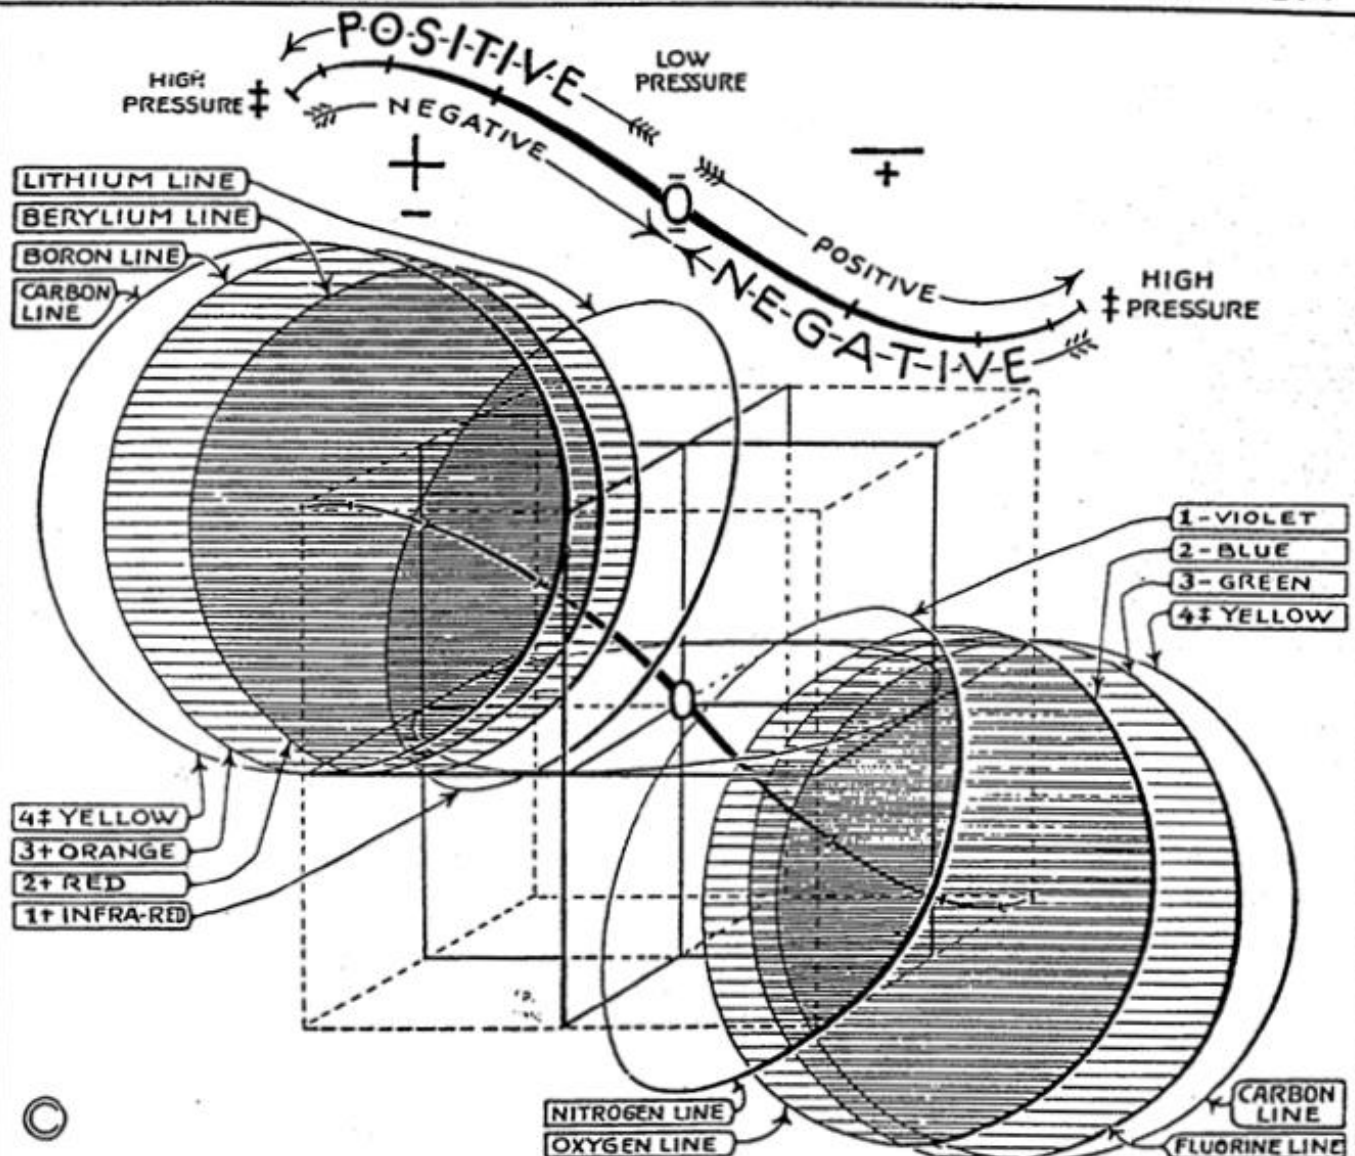 POSITIVE
HIGH
PRESSURE ‡
LOW
PRESSURE
NEGATIVE
+
-
0
-
+
POSITIVE
NEGATIVE
‡ HIGH
PRESSURE
LITHIUM LINE
BERYLIUM LINE
BORON LINE
CARBON
LINE
1-VIOLET
2-BLUE
3-GREEN
4‡ YELLOW
0
4‡ YELLOW
3+ ORANGE
2+ RED
1+ INFRA-RED
NITROGEN LINE
OXYGEN LINE
CARBON
LINE
FLUORINE LINE
©